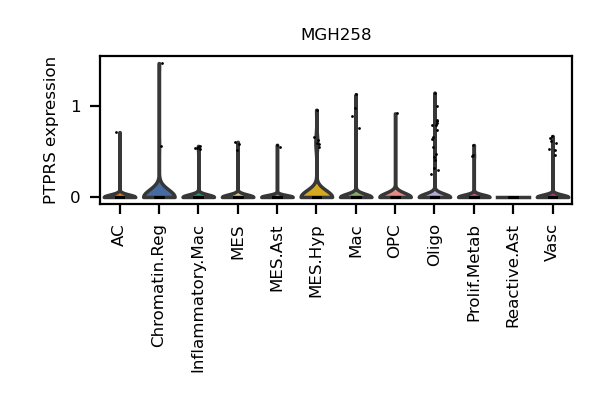 MGH258
PTPRS expression
1
0
AC
Chromatin.Reg
Inflammatory.Mac
MES
MES.Ast
MES.Hyp
Mac
OPC
Oligo
Prolif.Metab
Reactive.Ast
Vasc